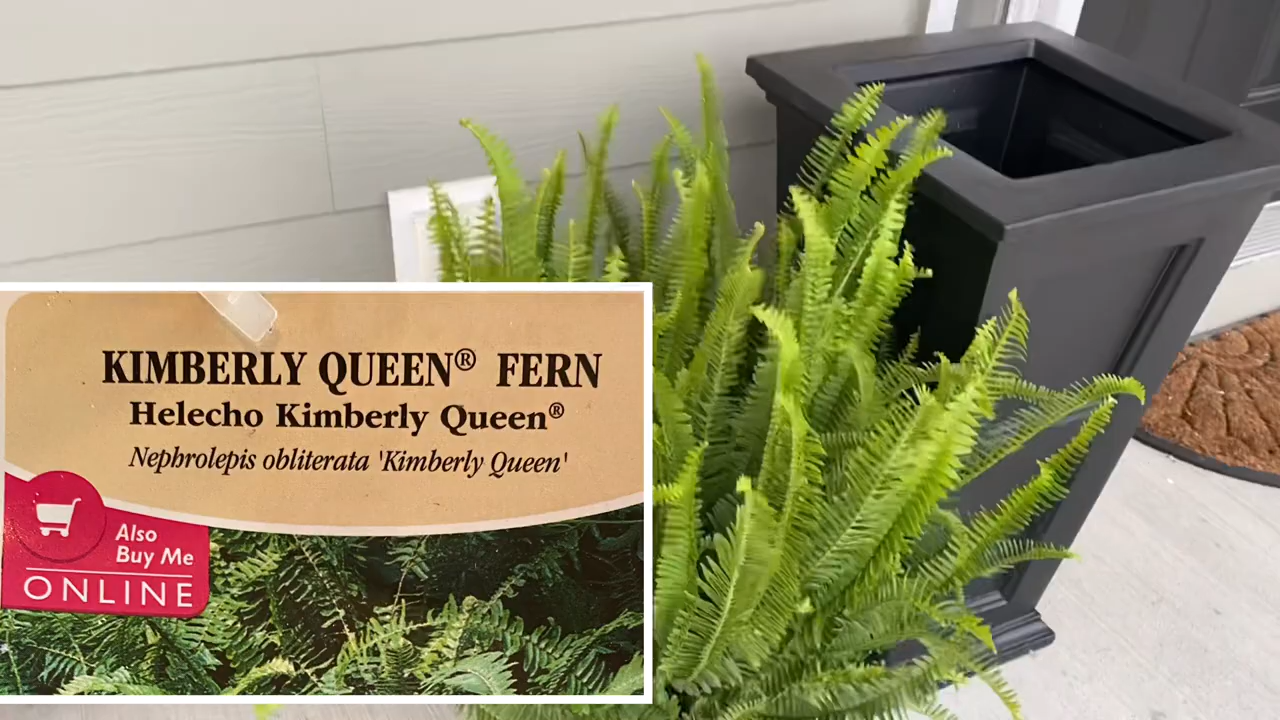 KIMBERLY QUEEN® FERN
Helecho Kimberly Queen®
Nephrolepis obliterata 'Kimberly Queen'
Also
Buy Me
ONLINE